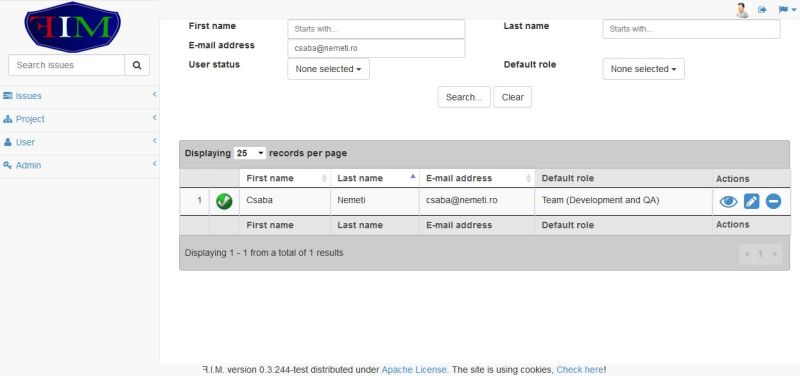 ꟻIM
Search issues
Issues
Project
User
Admin
First name Starts with... Last name Starts with...
E-mail address csaba@nemeti.ro
User status None selected Default role None selected
Search... Clear
Displaying 25 records per page
First name Last name E-mail address Default role Actions
1 Csaba Nemeti csaba@nemeti.ro Team (Development and QA)
First name Last name E-mail address Default role Actions
Displaying 1 - 1 from a total of 1 results < 1 >
ꟻ.I.M. version 0.3.244-test distributed under Apache License. The site is using cookies, Check here!